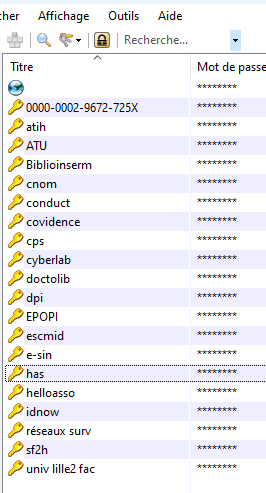 cher Affichage Outils Aide
Recherche...
Titre Mot de passe
********
0000-0002-9672-725X ********
atih ********
ATU ********
Biblioinserm ********
cnom ********
conduct ********
covidence ********
cps ********
cyberlab ********
doctolib ********
dpi ********
EPOPI ********
escmid ********
e-sin ********
has ********
helloasso ********
idnow ********
réseaux surv ********
sf2h ********
univ lille2 fac ********